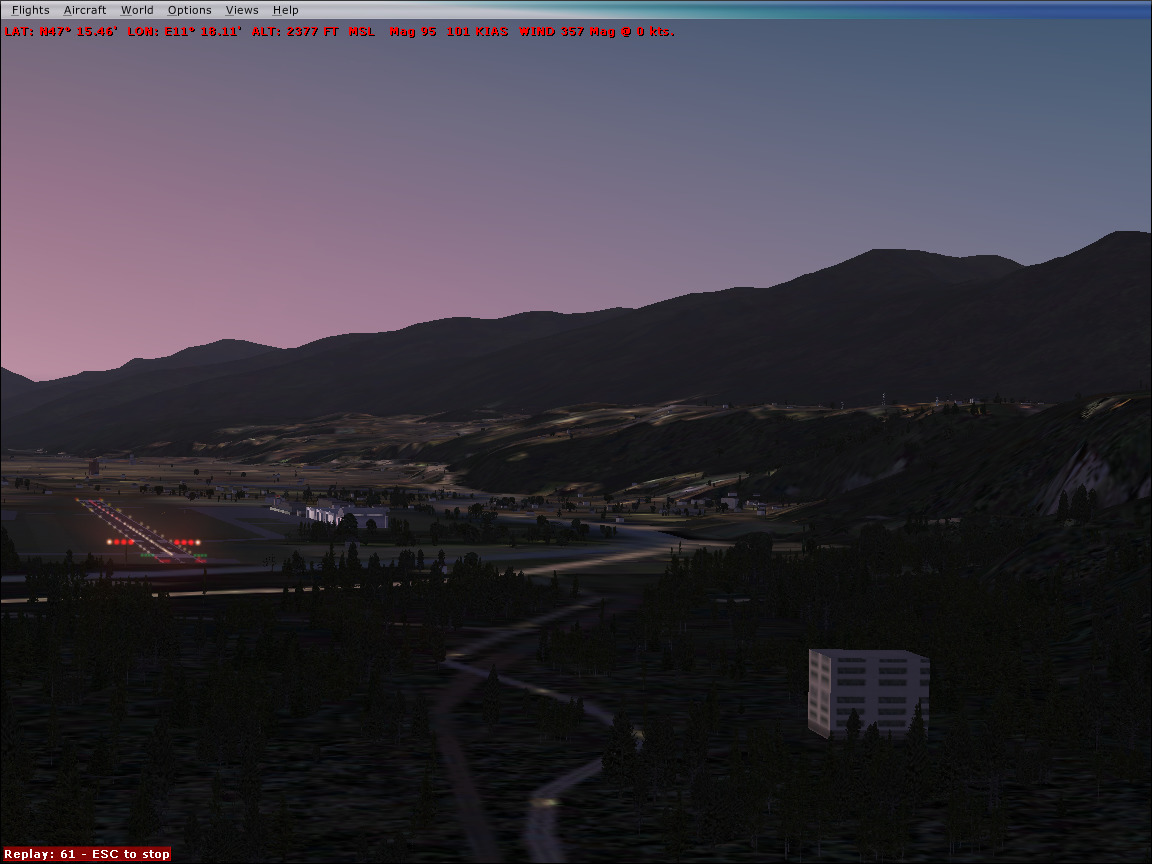 Flights Aircraft World Options Views Help
LAT: N47° 15.46' LON: E11° 18.11' ALT: 2377 FT MSL Mag 95 101 KIAS WIND 357 Mag @ 0 kts.
Replay: 61 - ESC to stop